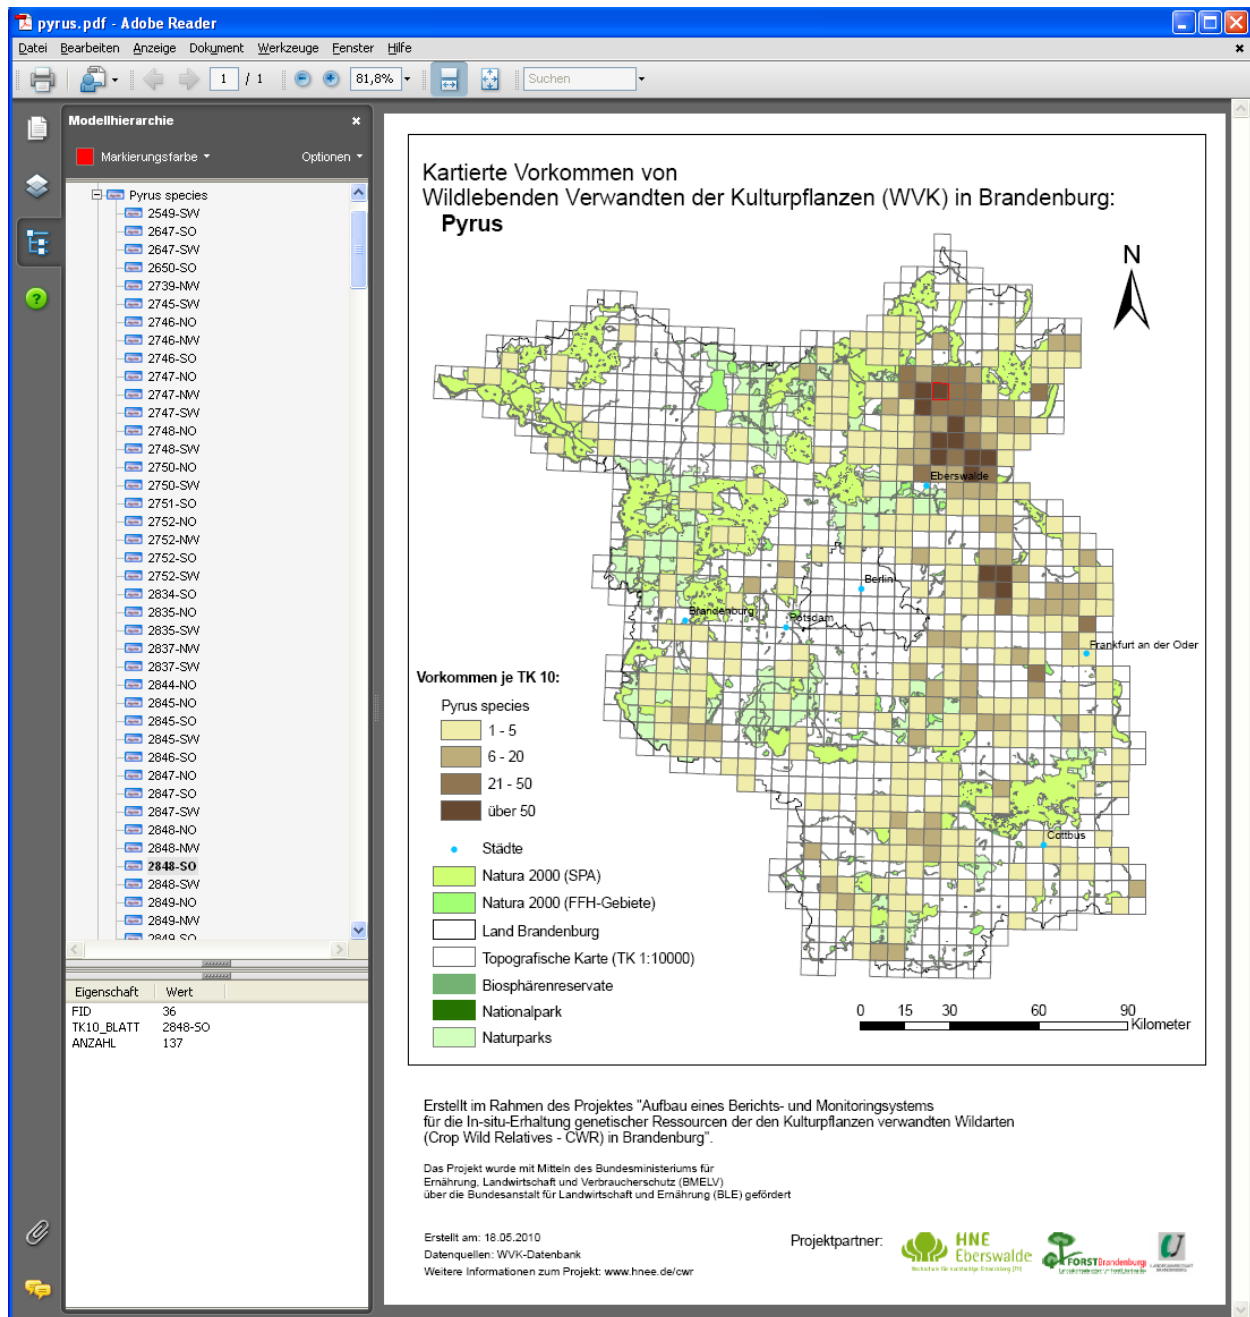 pyrus.pdf - Adobe Reader
Datei Bearbeiten Anzeige Dokument Werkzeuge Fenster Hilfe
1 / 1 81,8% Suchen
Modellhierarchie
Markierungsfarbe Optionen
Pyrus species
2549-SW
2647-SO
2647-SW
2650-SO
2739-NW
2745-SW
2746-NO
2746-NW
2746-SO
2747-NO
2747-NW
2747-SW
2748-NO
2748-SW
2750-NO
2750-SW
2751-SO
2752-NO
2752-NW
2752-SO
2752-SW
2834-SO
2835-NO
2835-SW
2837-NW
2837-SW
2844-NO
2845-NO
2845-SO
2845-SW
2846-SO
2847-NO
2847-SO
2847-SW
2848-NO
2848-NW
2848-SO
2848-SW
2849-NO
2849-NW
2849-SO
Eigenschaft Wert
FID 36
TK10_BLATT 2848-SO
ANZAHL 137
Kartierte Vorkommen von
Wildlebenden Verwandten der Kulturpflanzen (WVK) in Brandenburg:
Pyrus
N
Eberswalde
Berlin
Brandenburg
Potsdam
Frankfurt an der Oder
Cottbus
Vorkommen je TK 10:
Pyrus species
1 - 5
6 - 20
21 - 50
über 50
Städte
Natura 2000 (SPA)
Natura 2000 (FFH-Gebiete)
Land Brandenburg
Topografische Karte (TK 1:10000)
Biosphärenreservate
Nationalpark
Naturparks
0 15 30 60 90
Kilometer
Erstellt im Rahmen des Projektes "Aufbau eines Berichts- und Monitoringsystems
für die In-situ-Erhaltung genetischer Ressourcen der den Kulturpflanzen verwandten Wildarten
(Crop Wild Relatives - CWR) in Brandenburg".
Das Projekt wurde mit Mitteln des Bundesministeriums für
Ernährung, Landwirtschaft und Verbraucherschutz (BMELV)
über die Bundesanstalt für Landwirtschaft und Ernährung (BLE) gefördert
Erstellt am: 18.05.2010
Datenquellen: WVK-Datenbank
Weitere Informationen zum Projekt: www.hnee.de/cwr
Projektpartner:
HNE
Eberswalde
Hochschule für nachhaltige Entwicklung (FH)
FORSTBrandenburg